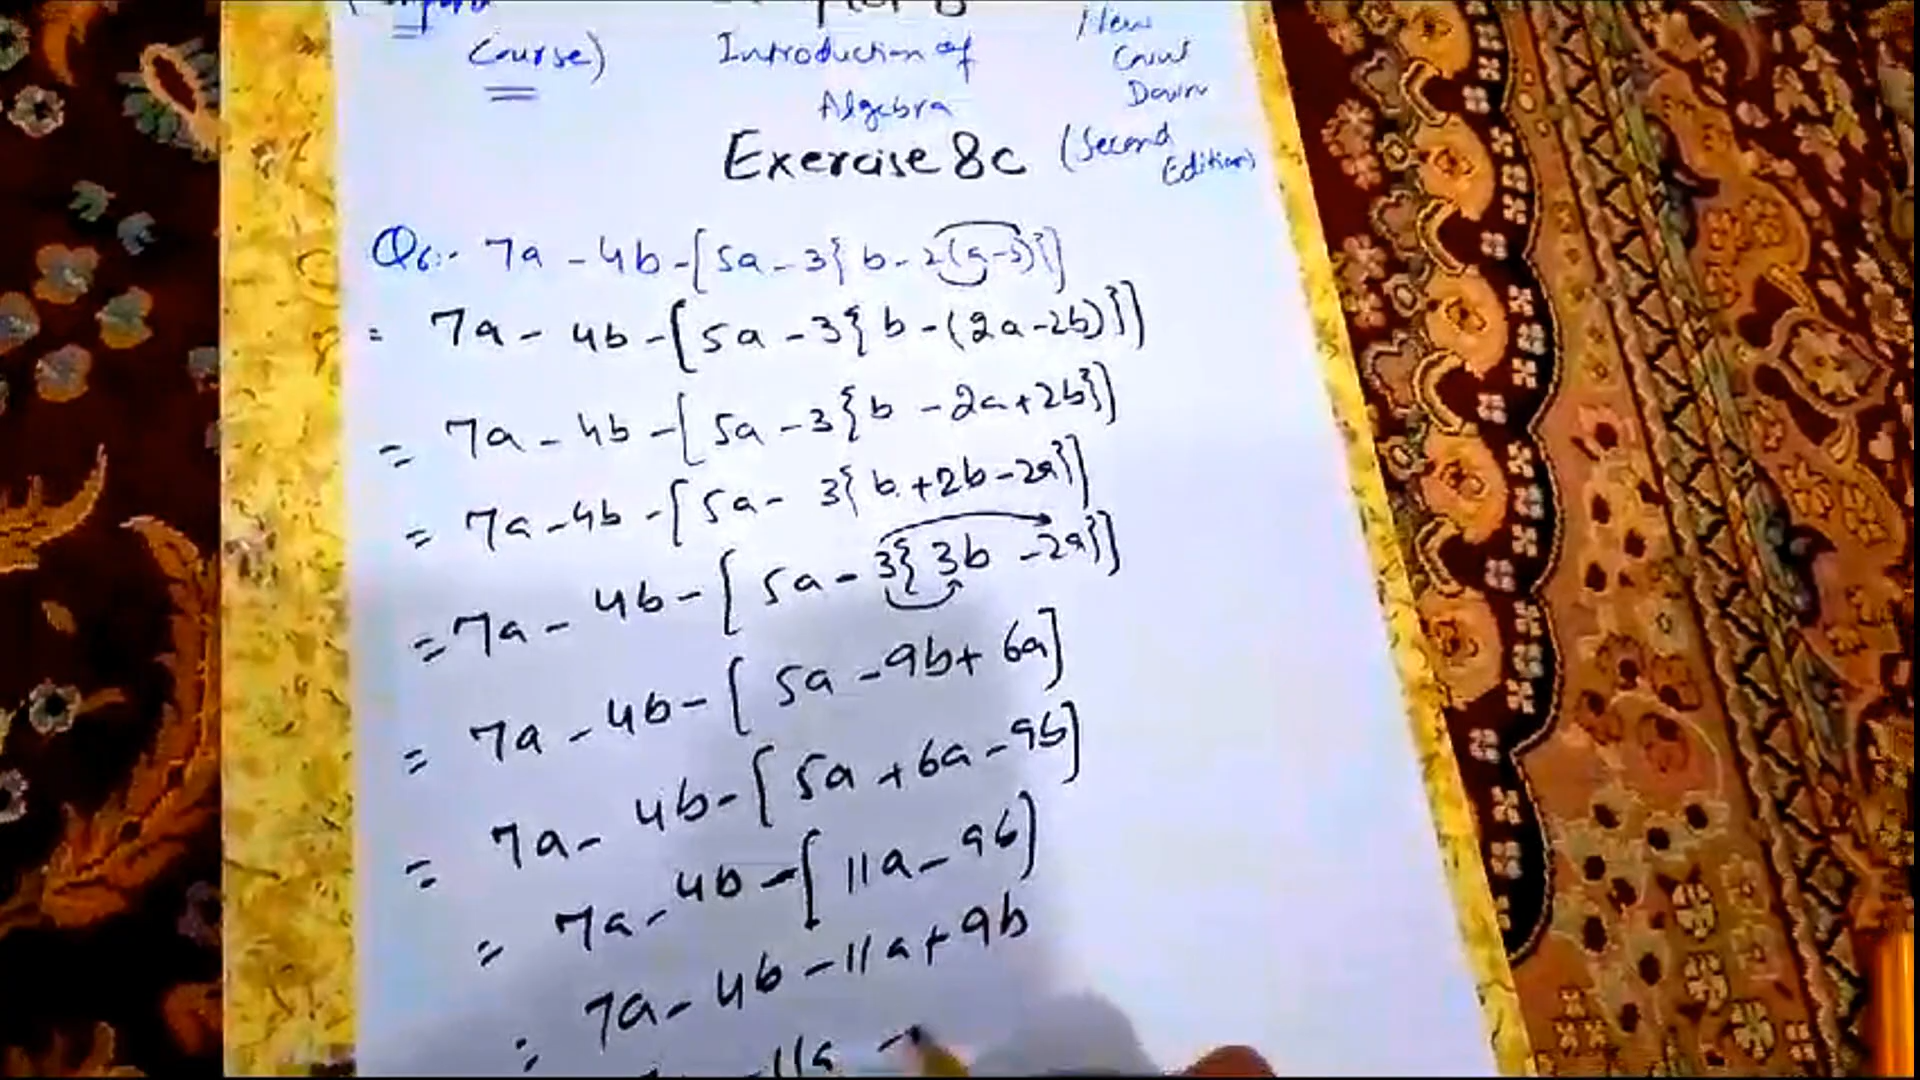 Course)
Introduction of
Algebra
New
Down
Exercise 8c
(Second
Edition)
Q6:- 7a - 4b - [5a - 3{ b - 2(a-b)}]
= 7a - 4b - [5a - 3{ b - (2a-2b)}]
= 7a - 4b - [5a - 3{b - 2a + 2b}]
= 7a - 4b - [5a - 3{b + 2b - 2a}]
= 7a - 4b - [5a - 3{3b - 2a}]
= 7a - 4b - [5a - 9b + 6a]
= 7a - 4b - [5a + 6a - 9b]
= 7a - 4b - [11a - 9b]
= 7a - 4b - 11a + 9b
- 11a -